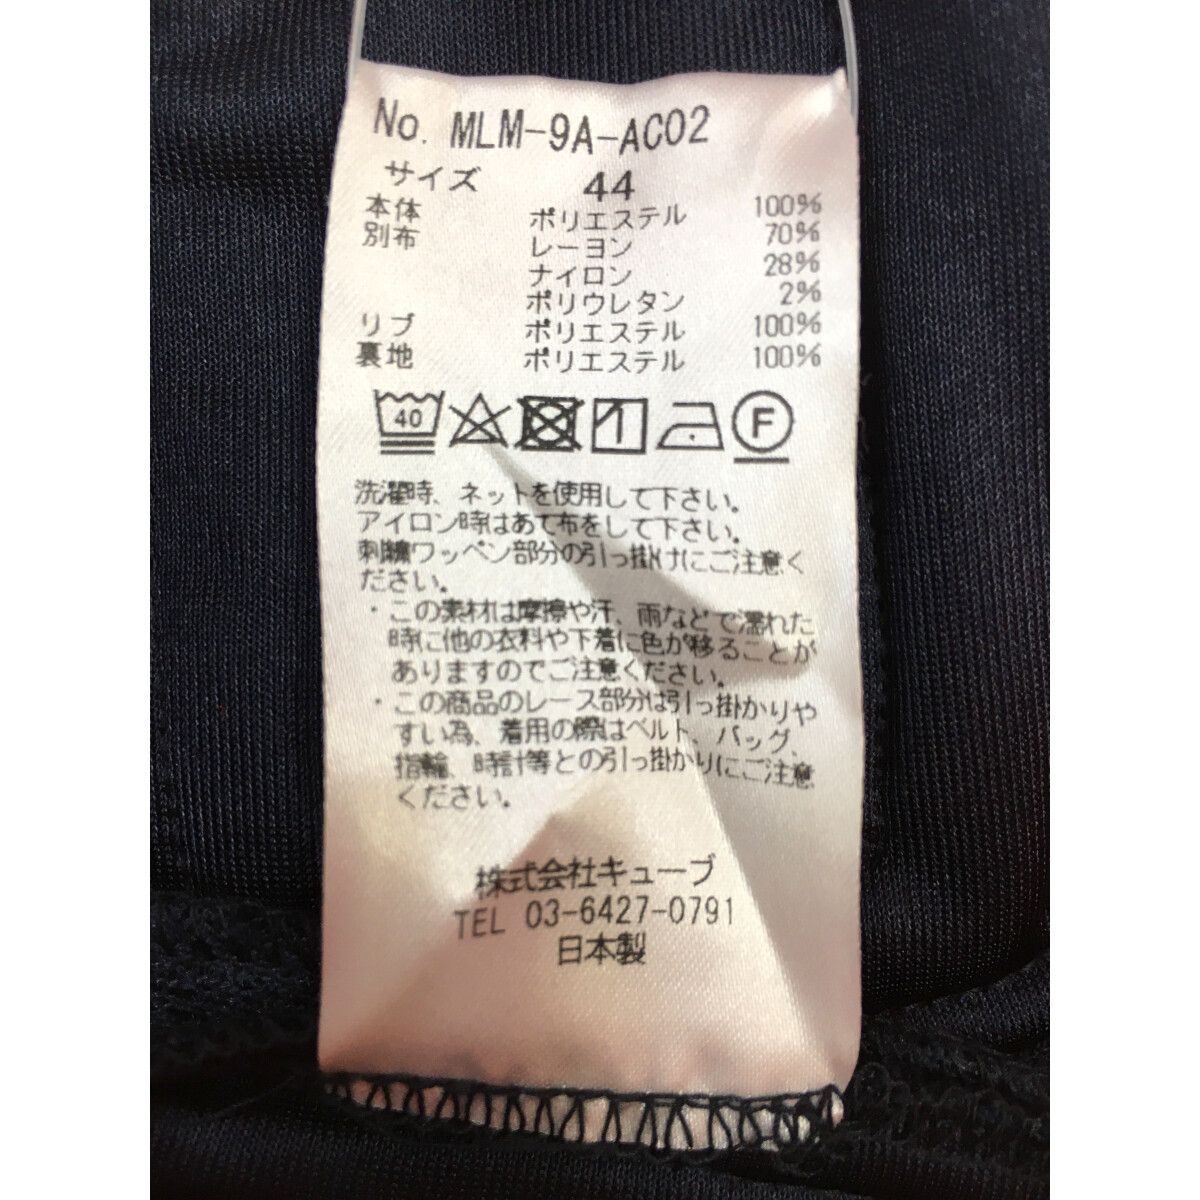 No. MLM-9A-AC02
サイズ 44
本体 ポリエステル 100%
別布 レーヨン 70%
ナイロン 28%
ポリウレタン 2%
リブ ポリエステル 100%
裏地 ポリエステル 100%
40 F
洗濯時、ネットを使用して下さい。
アイロン時はあて布をして下さい。
刺繍ワッペン部分の引っ掛けにご注意く
ださい。
・この素材は摩擦や汗、雨などで濡れた
時に他の衣料や下着に色が移ることが
ありますのでご注意ください。
・この商品のレース部分は引っ掛かりや
すい為、着用の際はベルト、バッグ、
指輪、時計等との引っ掛かりにご注意
ください。
株式会社キューブ
TEL 03-6427-0791
日本製